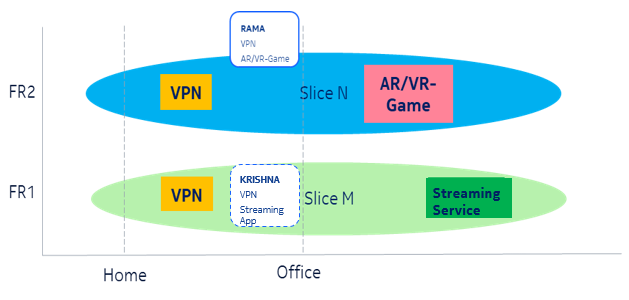 RAMA
VPN
AR/VR-Game
FR2
VPN
Slice N
AR/VR-
Game
FR1
VPN
KRISHNA
VPN
Streaming
App
Slice M
Streaming
Service
Home
Office